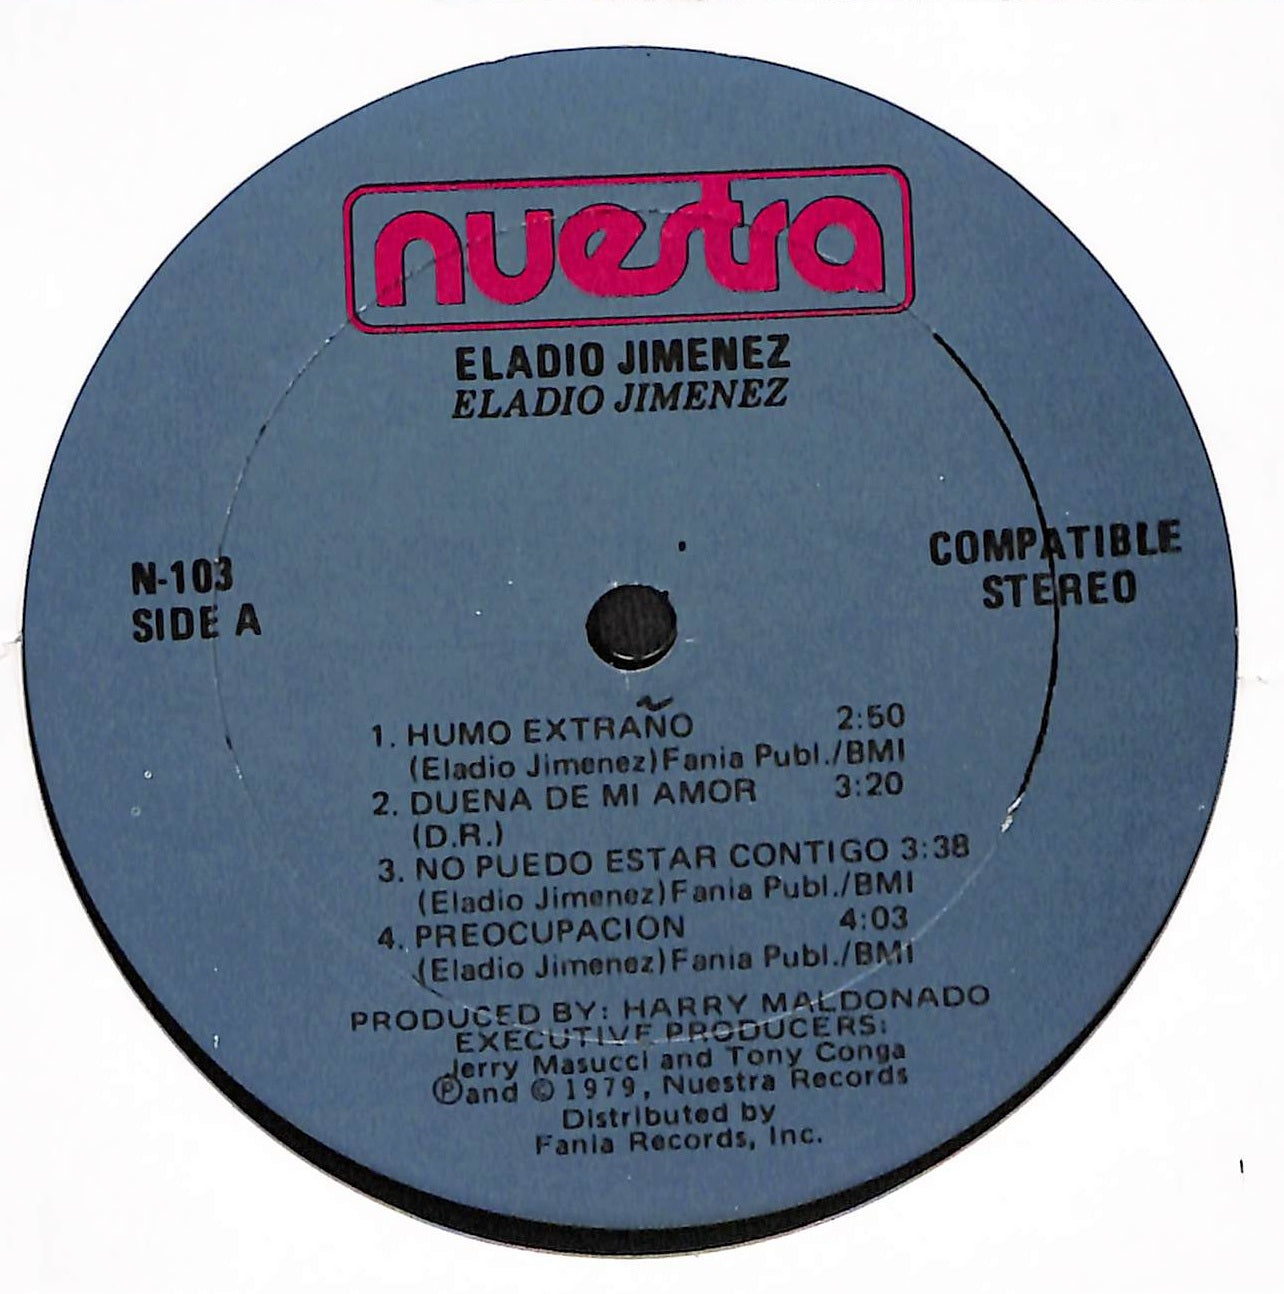 nuestra
ELADIO JIMENEZ
ELADIO JIMENEZ
N-103
SIDE A
COMPATIBLE
STEREO
1. HUMO EXTRAÑO 2:50
(Eladio Jimenez)Fania Publ./BMI
2. DUENA DE MI AMOR 3:20
(D.R.)
3. NO PUEDO ESTAR CONTIGO 3:38
(Eladio Jimenez)Fania Publ./BMI
4. PREOCUPACION 4:03
(Eladio Jimenez)Fania Publ./BMI
PRODUCED BY: HARRY MALDONADO
EXECUTIVE PRODUCERS:
Jerry Masucci and Tony Conga
Ⓟand © 1979, Nuestra Records
Distributed by
Fania Records, Inc.